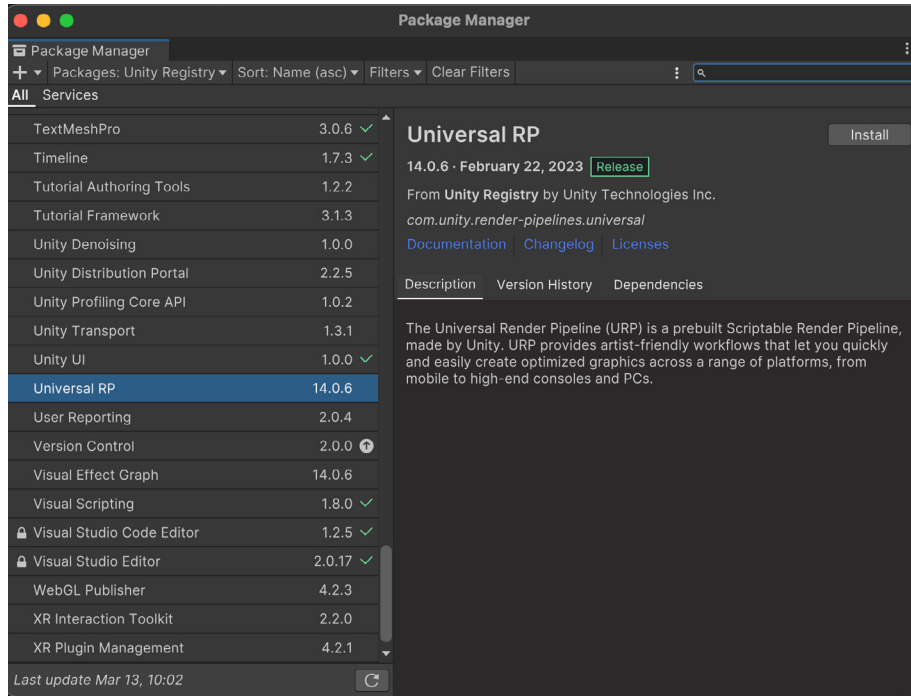 Package Manager
Package Manager
Packages: Unity Registry Sort: Name (asc) Filters Clear Filters
All Services
TextMeshPro 3.0.6
Timeline 1.7.3
Tutorial Authoring Tools 1.2.2
Tutorial Framework 3.1.3
Unity Denoising 1.0.0
Unity Distribution Portal 2.2.5
Unity Profiling Core API 1.0.2
Unity Transport 1.3.1
Unity UI 1.0.0
Universal RP 14.0.6
User Reporting 2.0.4
Version Control 2.0.0
Visual Effect Graph 14.0.6
Visual Scripting 1.8.0
Visual Studio Code Editor 1.2.5
Visual Studio Editor 2.0.17
WebGL Publisher 4.2.3
XR Interaction Toolkit 2.2.0
XR Plugin Management 4.2.1
Last update Mar 13, 10:02
Universal RP
Install
14.0.6 · February 22, 2023 Release
From Unity Registry by Unity Technologies Inc.
com.unity.render-pipelines.universal
Documentation Changelog Licenses
Description Version History Dependencies
The Universal Render Pipeline (URP) is a prebuilt Scriptable Render Pipeline,
made by Unity. URP provides artist-friendly workflows that let you quickly
and easily create optimized graphics across a range of platforms, from
mobile to high-end consoles and PCs.